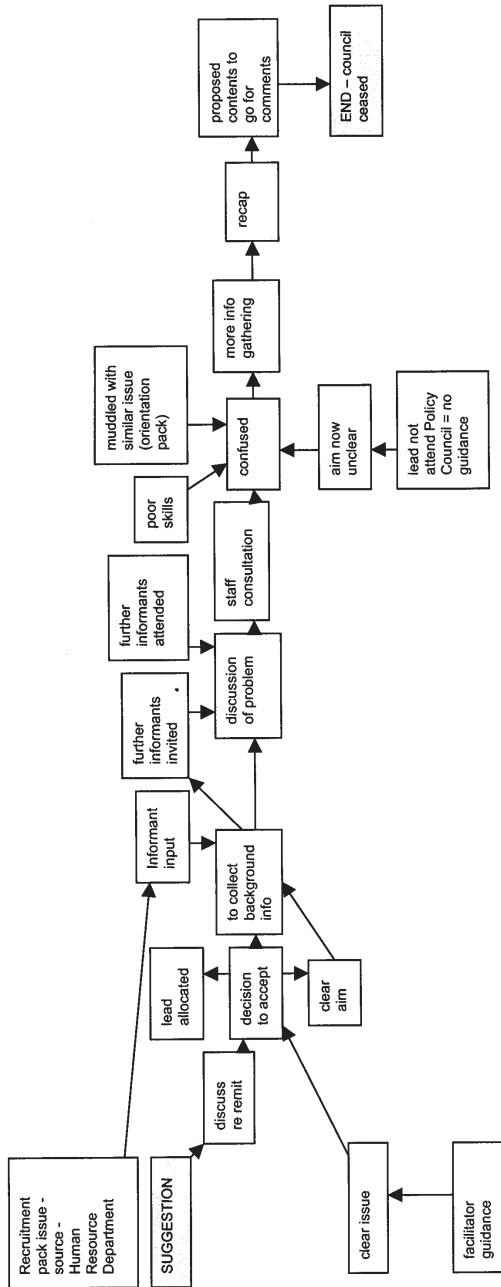 Recruitment
pack issue -
source -
Human
Resource
Department
SUGGESTION
discuss
re remit
lead
allocated
decision
to accept
clear
aim
clear issue
facilitator
guidance
Informant
input
to collect
background
info
further
informants
invited
further
informants
attended
discussion
of problem
staff
consultation
poor
skills
muddled with
similar issue
(orientation
pack)
confused
aim now
unclear
lead not
attend Policy
Council = no
guidance
more info
gathering
recap
proposed
contents to
go for
comments
END – council
ceased